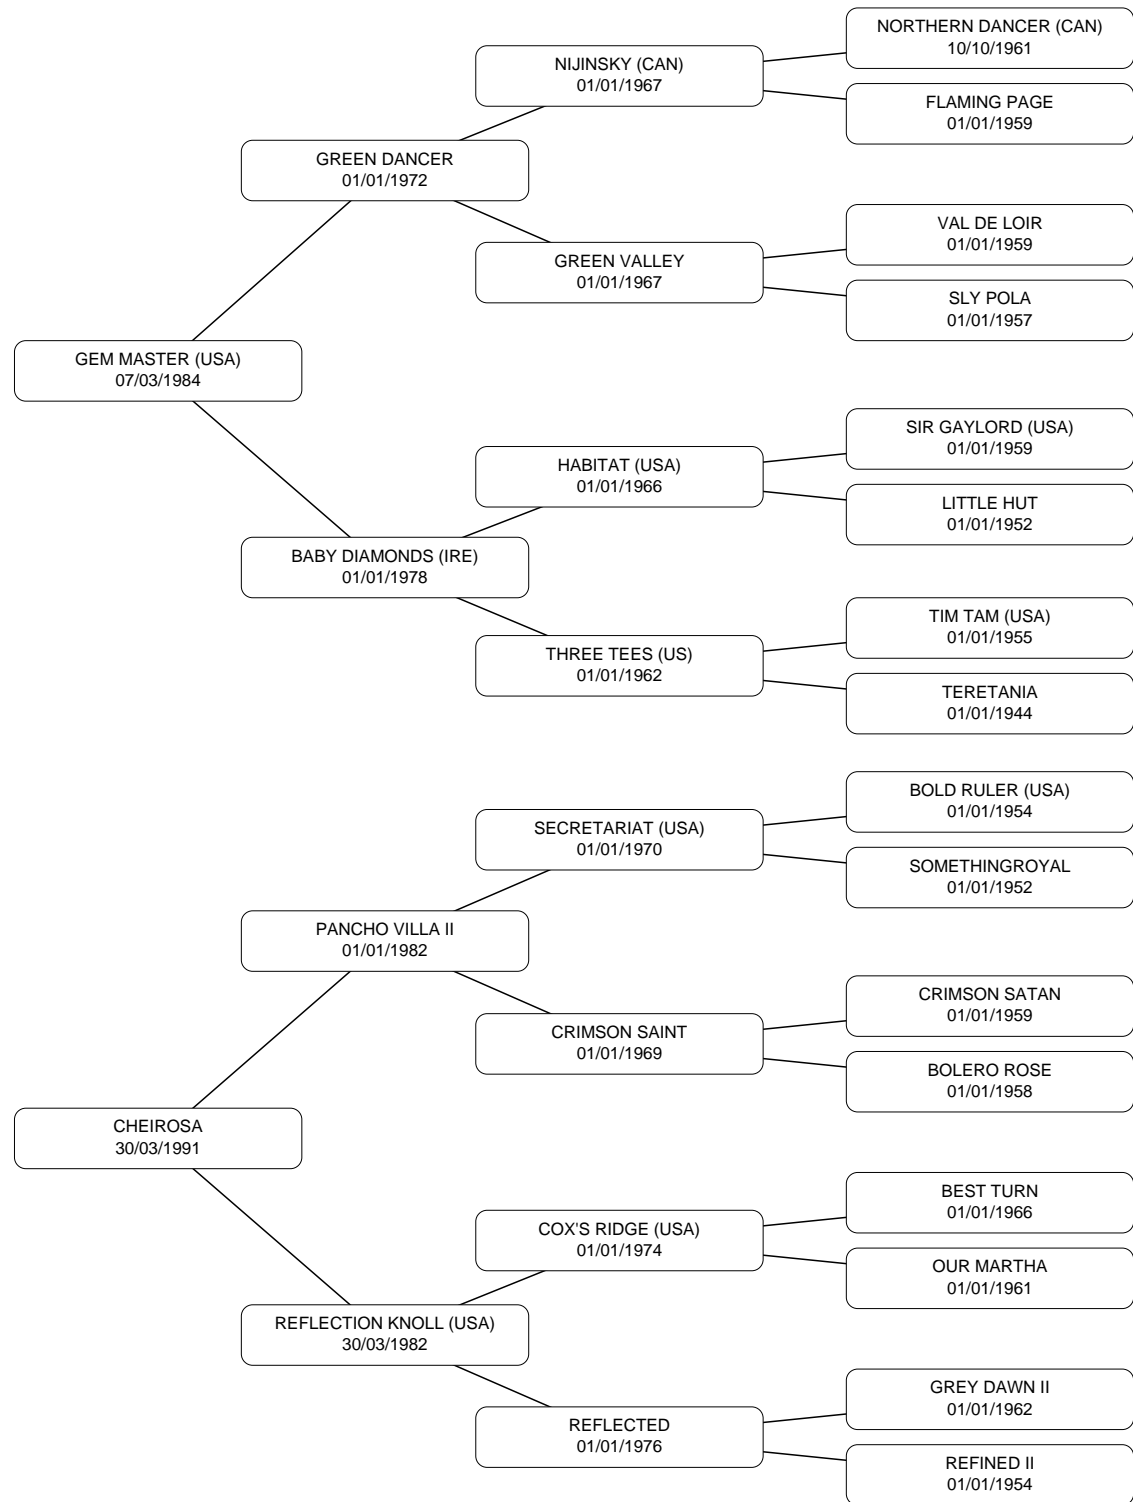 NORTHERN DANCER (CAN)
10/10/1961
NIJINSKY (CAN)
01/01/1967
FLAMING PAGE
01/01/1959
GREEN DANCER
01/01/1972
VAL DE LOIR
01/01/1959
GREEN VALLEY
01/01/1967
SLY POLA
01/01/1957
GEM MASTER (USA)
07/03/1984
SIR GAYLORD (USA)
01/01/1959
HABITAT (USA)
01/01/1966
LITTLE HUT
01/01/1952
BABY DIAMONDS (IRE)
01/01/1978
TIM TAM (USA)
01/01/1955
THREE TEES (US)
01/01/1962
TERETANIA
01/01/1944
BOLD RULER (USA)
01/01/1954
SECRETARIAT (USA)
01/01/1970
SOMETHINGROYAL
01/01/1952
PANCHO VILLA II
01/01/1982
CRIMSON SATAN
01/01/1959
CRIMSON SAINT
01/01/1969
BOLERO ROSE
01/01/1958
CHEIROSA
30/03/1991
BEST TURN
01/01/1966
COX'S RIDGE (USA)
01/01/1974
OUR MARTHA
01/01/1961
REFLECTION KNOLL (USA)
30/03/1982
GREY DAWN II
01/01/1962
REFLECTED
01/01/1976
REFINED II
01/01/1954